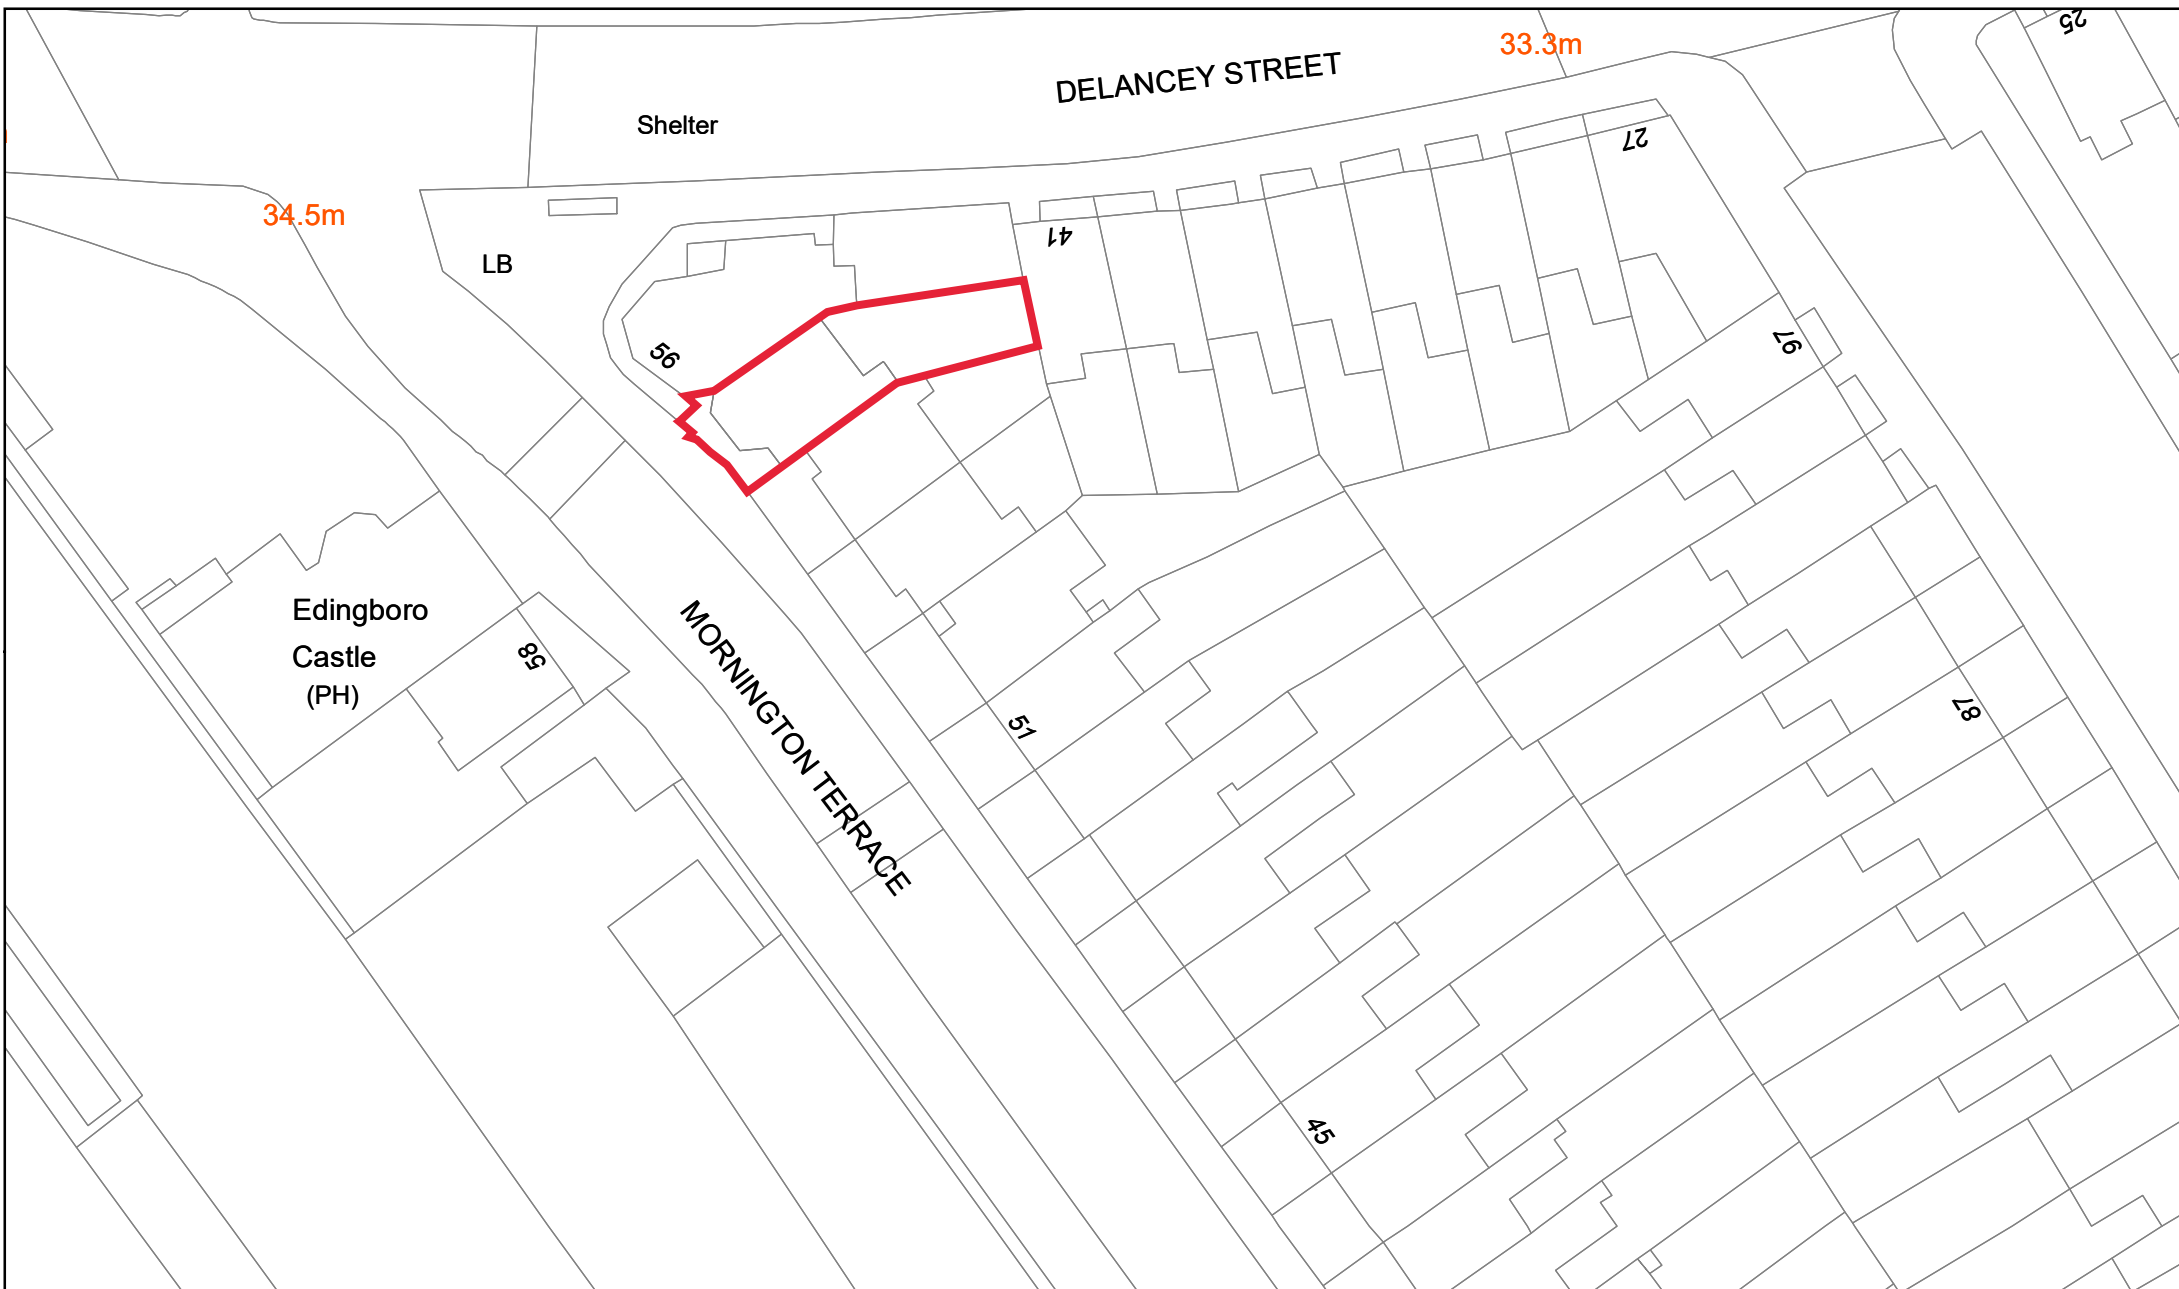 25
33.3m
DELANCEY STREET
Shelter
27
34.5m
41
LB
76
56
Edingboro
Castle
(PH)
58
MORNINGTON TERRACE
51
87
45